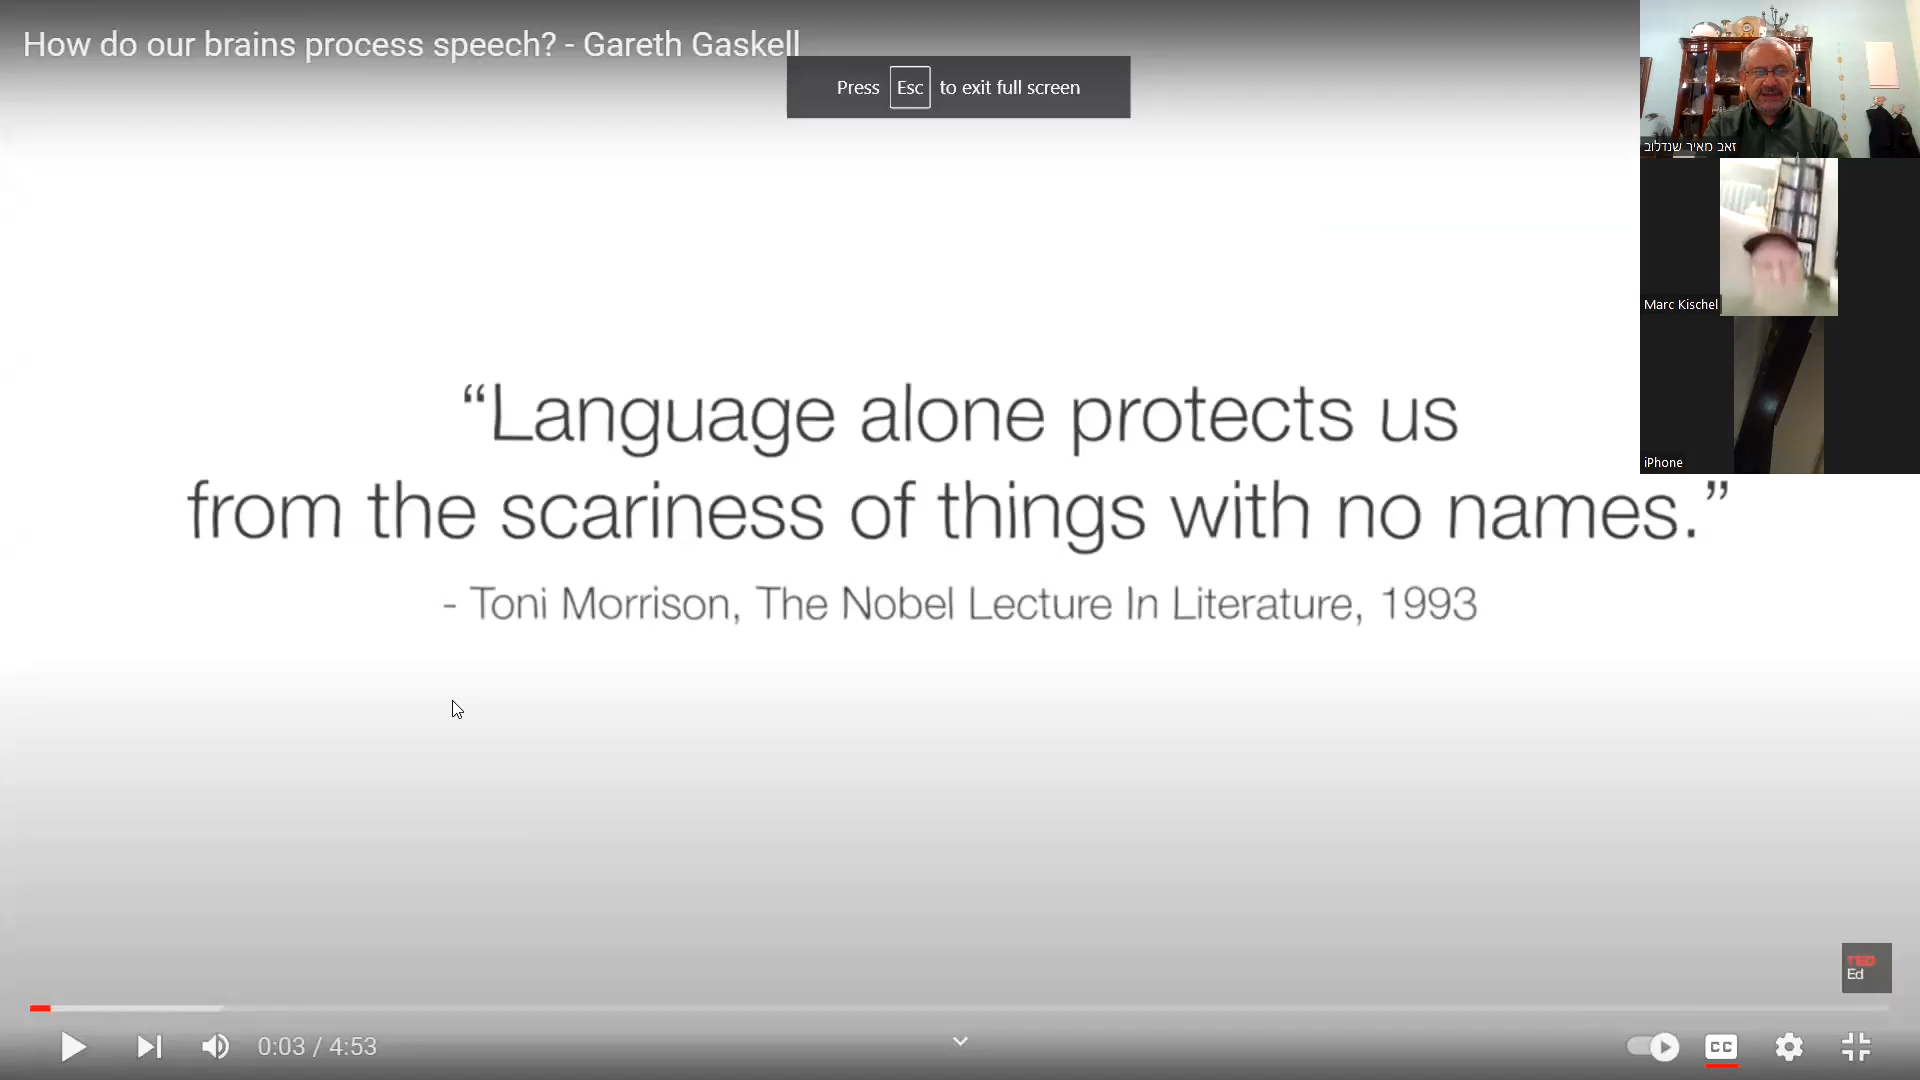 How do our brains process speech? - Gareth Gaskell
Press Esc to exit full screen
זאב מאיר שנדלוב
Marc Kischel
iPhone
“Language alone protects us
from the scariness of things with no names.”
- Toni Morrison, The Nobel Lecture In Literature, 1993
TED
Ed
0:03 / 4:53
CC